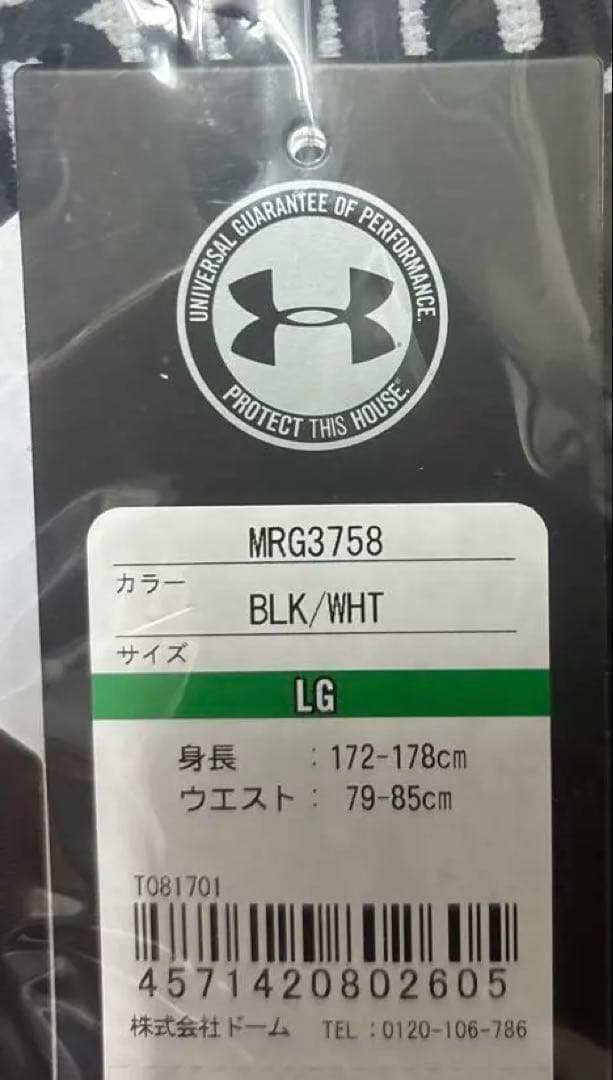 UNIVERSAL GUARANTEE OF PERFORMANCE.
PROTECT THIS HOUSE.®
MRG3758
カラー
BLK/WHT
サイズ
LG
身長 : 172-178cm
ウエスト : 79-85cm
T081701
4571420802605
株式会社ドーム TEL:0120-106-786